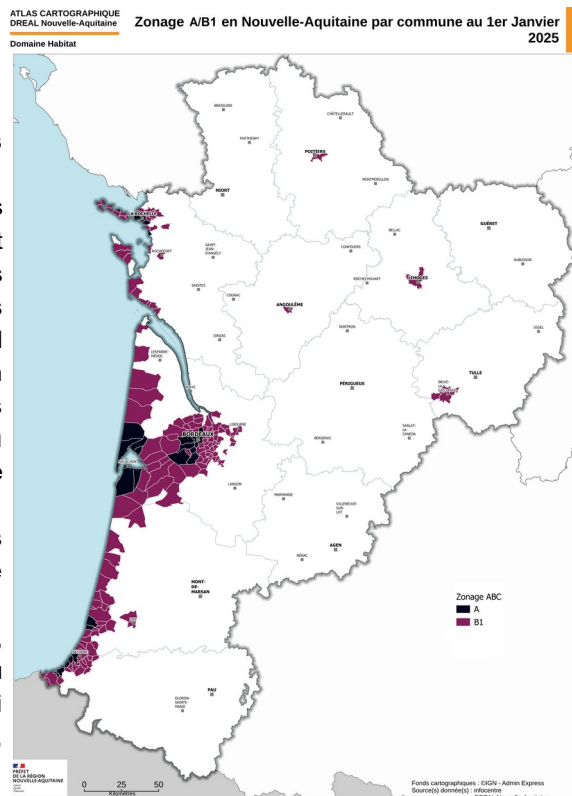 ATLAS CARTOGRAPHIQUE
DREAL Nouvelle-Aquitaine
Domaine Habitat
Zonage A/B1 en Nouvelle-Aquitaine par commune au 1er Janvier
2025
BRESSUIRE
CHÂTELLERAULT
PARTHENAY
POITIERS
MONTMORILLON
NIORT
LA ROCHELLE
BELLAC
GUÉRET
ROCHEFORT
SAINT-
JEAN-
D'ANGÉLY
CONFOLENS
AUBUSSON
ROCHECHOUART
LIMOGES
SAINTES
COGNAC
ANGOULÊME
USSEL
JONZAC
NONTRON
LESPARRE-
MÉDOC
TULLE
PÉRIGUEUX
BRIVE-
LA-
GAILLARDE
BLAYE
LIBOURNE
BORDEAUX
BERGERAC
SARLAT-
LA-
CANÉDA
ARCACHON
LANGON
MARMANDE
VILLENEUVE-
SUR-
LOT
AGEN
NÉRAC
MONT-
DE-
MARSAN
DAX
BAYONNE
PAU
OLORON-
SAINTE-
MARIE
Zonage ABC
A
B1
PRÉFET
DE LA RÉGION
NOUVELLE-AQUITAINE
0 25 50
Kilomètres
Fonds cartographiques : ©IGN - Admin Express
Source(s) donnée(s) : infocentre